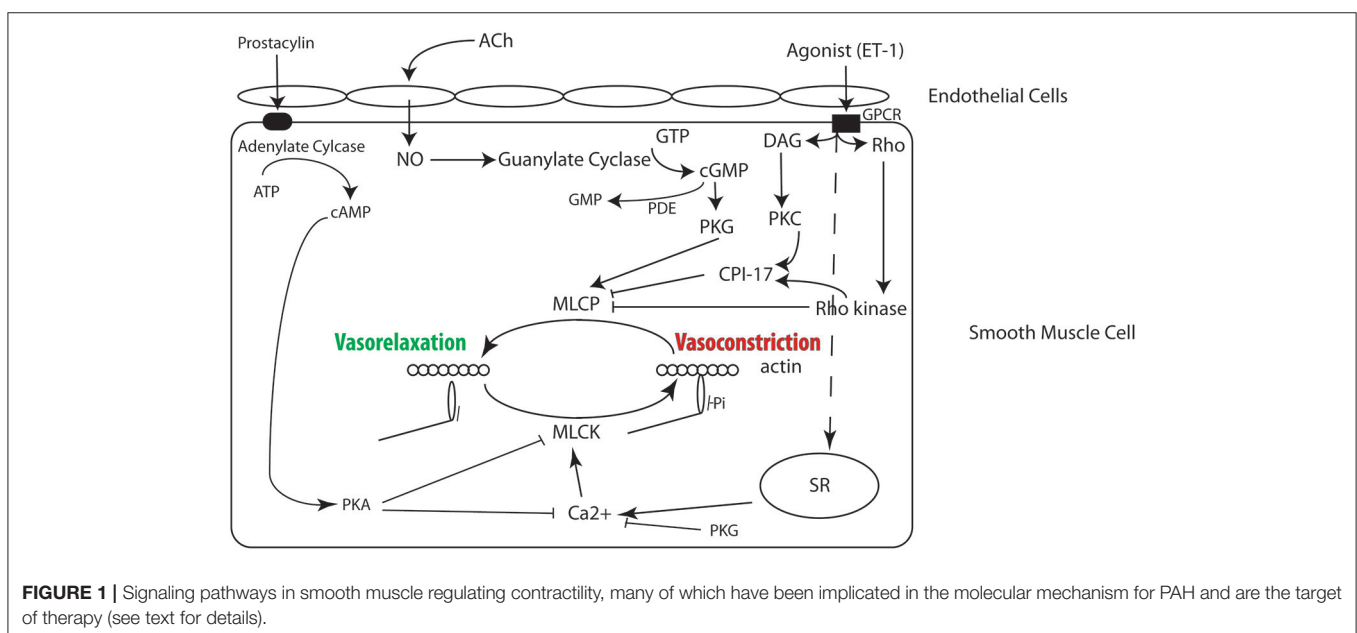 Prostacylin
ACh
Agonist (ET-1)
Endothelial Cells
GPCR
Adenylate Cylcase
ATP
cAMP
NO
Guanylate Cyclase
GTP
cGMP
GMP
PDE
PKG
DAG
Rho
PKC
CPI-17
MLCP
Rho kinase
Smooth Muscle Cell
Vasorelaxation
Vasoconstriction
actin
-Pi
MLCK
SR
PKA
Ca2+
PKG
FIGURE 1 | Signaling pathways in smooth muscle regulating contractility, many of which have been implicated in the molecular mechanism for PAH and are the target
of therapy (see text for details).